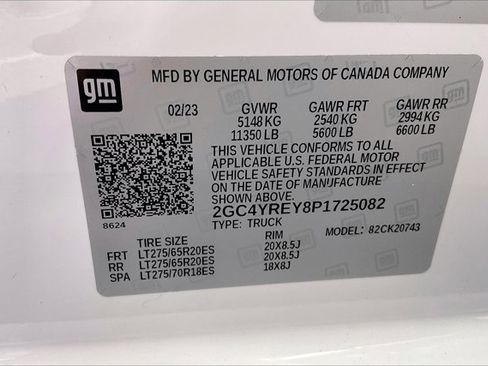 gm
MFD BY GENERAL MOTORS OF CANADA COMPANY
02/23 GVWR GAWR FRT GAWR RR
5148 KG 2540 KG 2994 KG
11350 LB 5600 LB 6600 LB
THIS VEHICLE CONFORMS TO ALL
APPLICABLE U.S. FEDERAL MOTOR
VEHICLE SAFETY STANDARDS IN EFFECT
ON THE DATE OF MANUFACTURE
SHOWN ABOVE.
8624
2GC4YREY8P1725082
TYPE: TRUCK MODEL: 82CK20743
TIRE SIZE RIM
FRT LT275/65R20ES 20X8.5J
RR LT275/65R20ES 20X8.5J
SPA LT275/70R18ES 18X8J